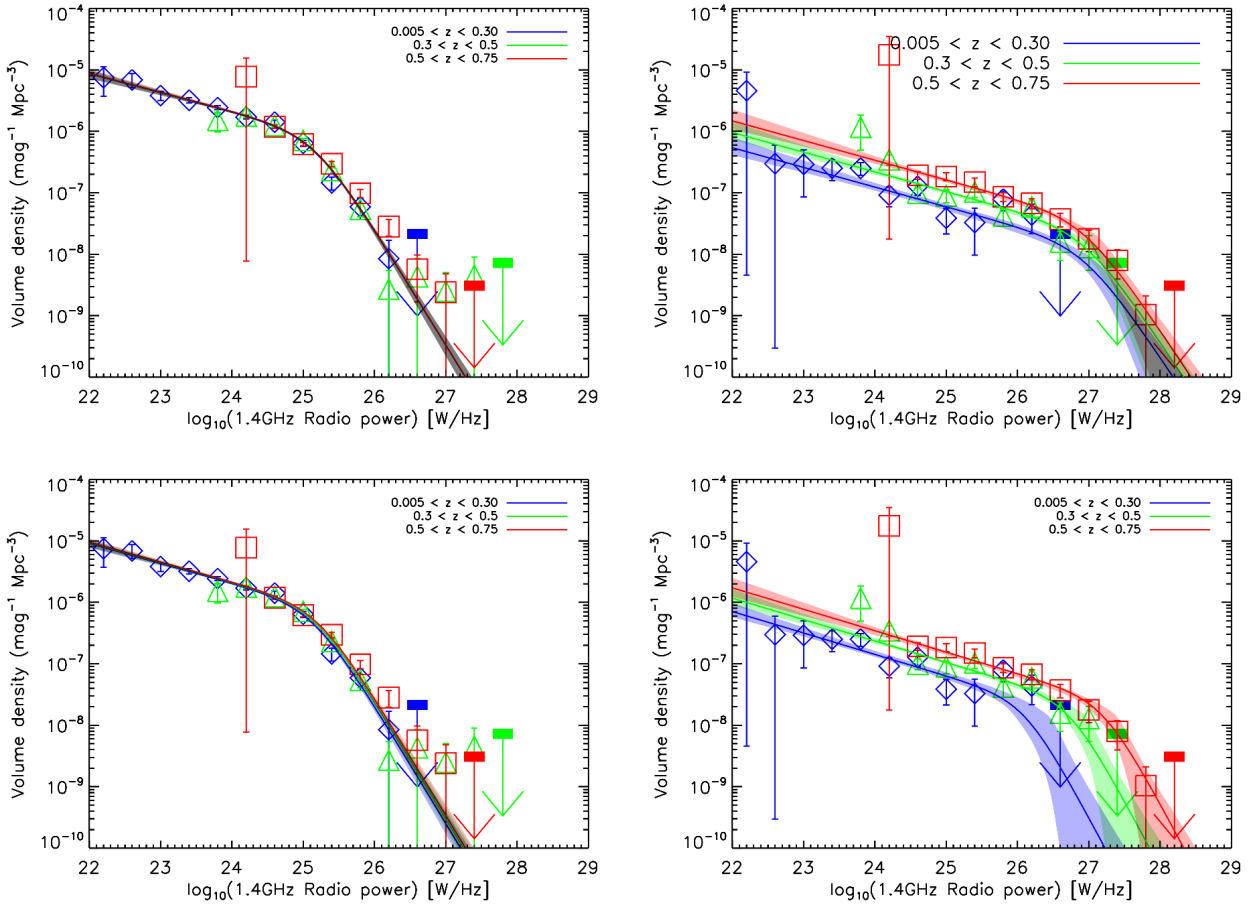 Volume density (mag⁻¹ Mpc⁻³)
10⁻⁴
10⁻⁵
10⁻⁶
10⁻⁷
10⁻⁸
10⁻⁹
10⁻¹⁰
0.005 < z < 0.30
0.3 < z < 0.5
0.5 < z < 0.75
22 23 24 25 26 27 28 29
log₁₀(1.4GHz Radio power) [W/Hz]
Volume density (mag⁻¹ Mpc⁻³)
10⁻⁴
10⁻⁵
10⁻⁶
10⁻⁷
10⁻⁸
10⁻⁹
10⁻¹⁰
0.005 < z < 0.30
0.3 < z < 0.5
0.5 < z < 0.75
22 23 24 25 26 27 28 29
log₁₀(1.4GHz Radio power) [W/Hz]
Volume density (mag⁻¹ Mpc⁻³)
10⁻⁴
10⁻⁵
10⁻⁶
10⁻⁷
10⁻⁸
10⁻⁹
10⁻¹⁰
0.005 < z < 0.30
0.3 < z < 0.5
0.5 < z < 0.75
22 23 24 25 26 27 28 29
log₁₀(1.4GHz Radio power) [W/Hz]
Volume density (mag⁻¹ Mpc⁻³)
10⁻⁴
10⁻⁵
10⁻⁶
10⁻⁷
10⁻⁸
10⁻⁹
10⁻¹⁰
0.005 < z < 0.30
0.3 < z < 0.5
0.5 < z < 0.75
22 23 24 25 26 27 28 29
log₁₀(1.4GHz Radio power) [W/Hz]